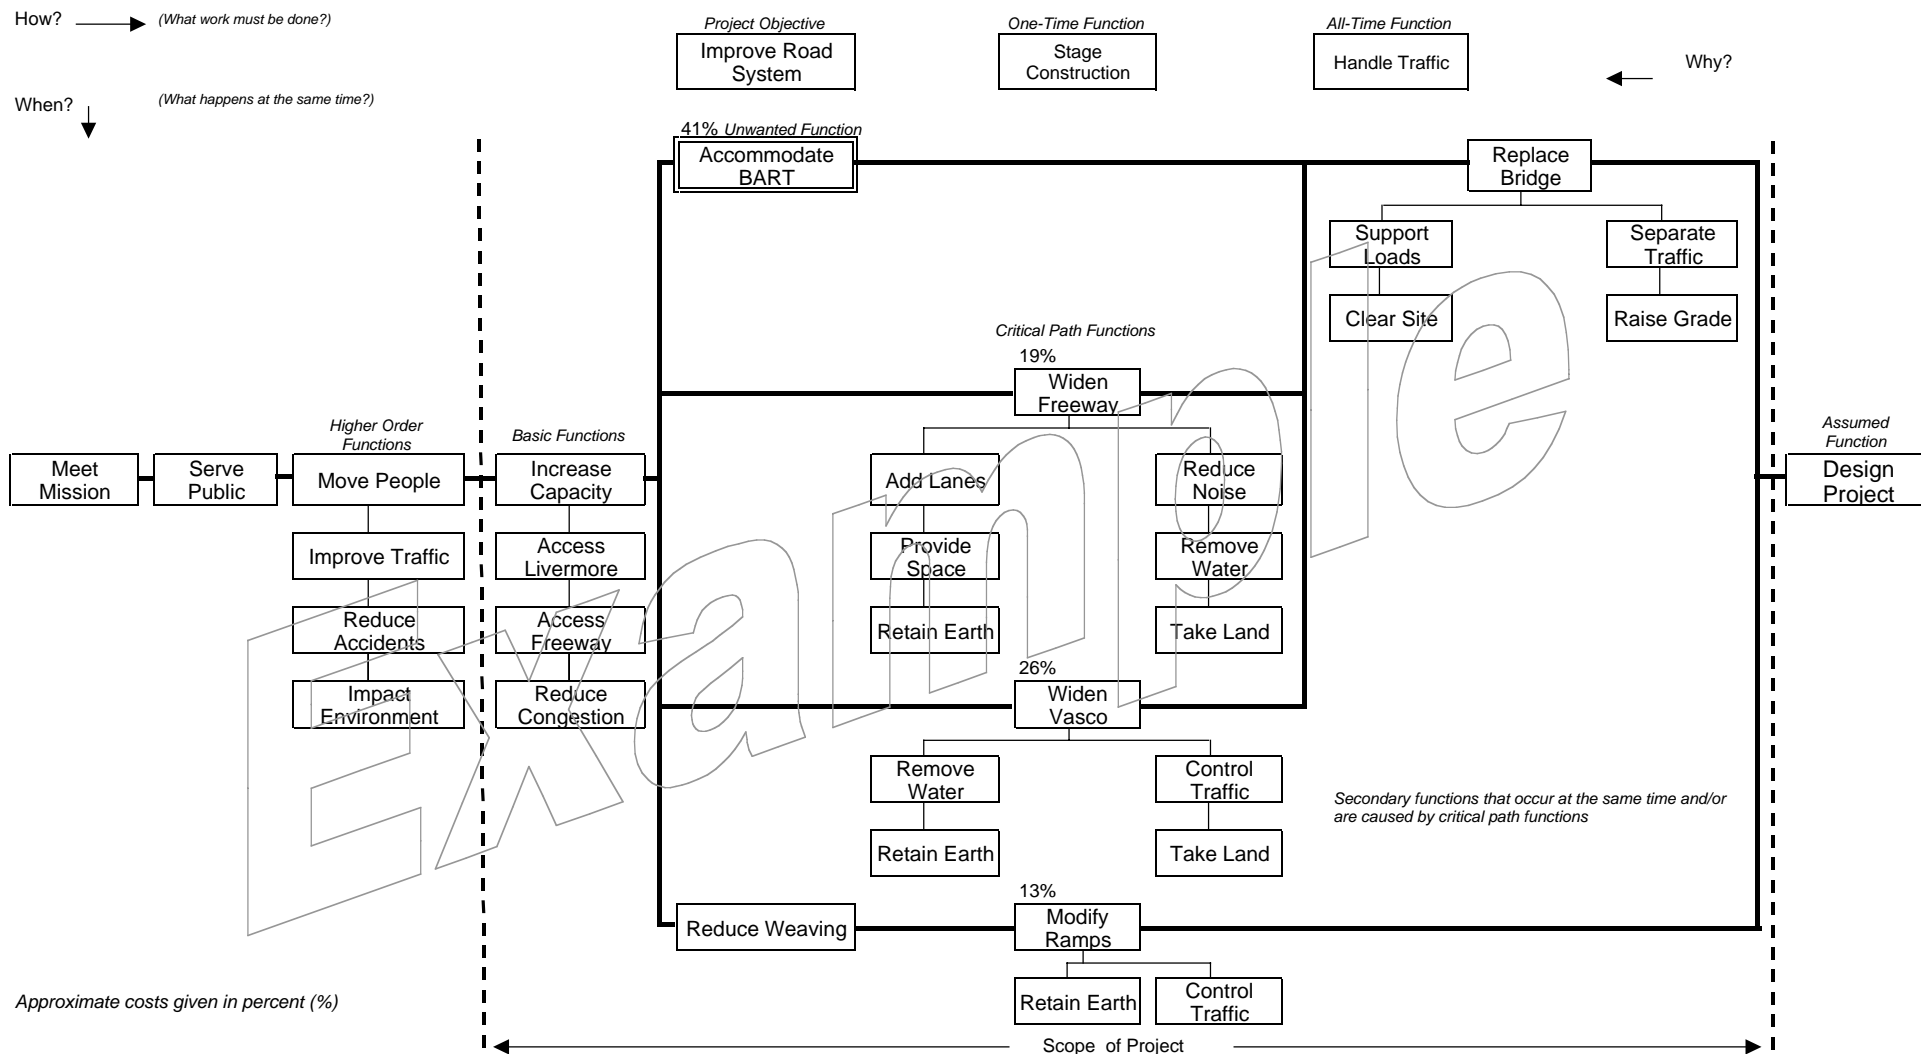 How?
(What work must be done?)
Project Objective
One-Time Function
All-Time Function
Improve Road
System
Stage
Construction
Handle Traffic
Why?
When?
(What happens at the same time?)
41% Unwanted Function
Accommodate
BART
Replace
Bridge
Support
Loads
Separate
Traffic
Clear Site
Raise Grade
Critical Path Functions
19%
Widen
Freeway
Higher Order
Functions
Basic Functions
Assumed
Function
Meet
Mission
Serve
Public
Move People
Increase
Capacity
Add Lanes
Reduce
Noise
Design
Project
Improve Traffic
Access
Livermore
Provide
Space
Remove
Water
Reduce
Accidents
Access
Freeway
Retain Earth
Take Land
26%
Impact
Environment
Reduce
Congestion
Widen
Vasco
Remove
Water
Control
Traffic
Secondary functions that occur at the same time and/or
are caused by critical path functions
Retain Earth
Take Land
13%
Reduce Weaving
Modify
Ramps
Retain Earth
Control
Traffic
Approximate costs given in percent (%)
Scope of Project
Example